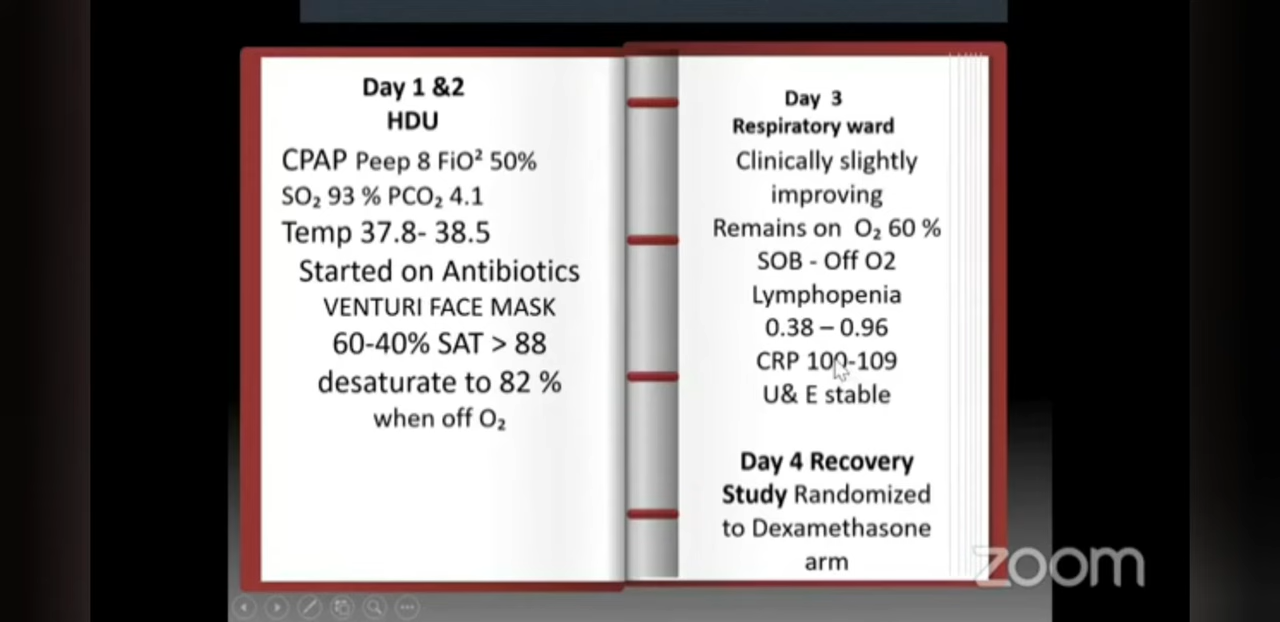 Day 1 &2
HDU
CPAP Peep 8 FiO² 50%
SO₂ 93 % PCO₂ 4.1
Temp 37.8- 38.5
Started on Antibiotics
VENTURI FACE MASK
60-40% SAT > 88
desaturate to 82 %
when off O₂
Day 3
Respiratory ward
Clinically slightly
improving
Remains on O₂ 60 %
SOB - Off O2
Lymphopenia
0.38 – 0.96
CRP 100-109
U& E stable
Day 4 Recovery
Study Randomized
to Dexamethasone
arm
zoom